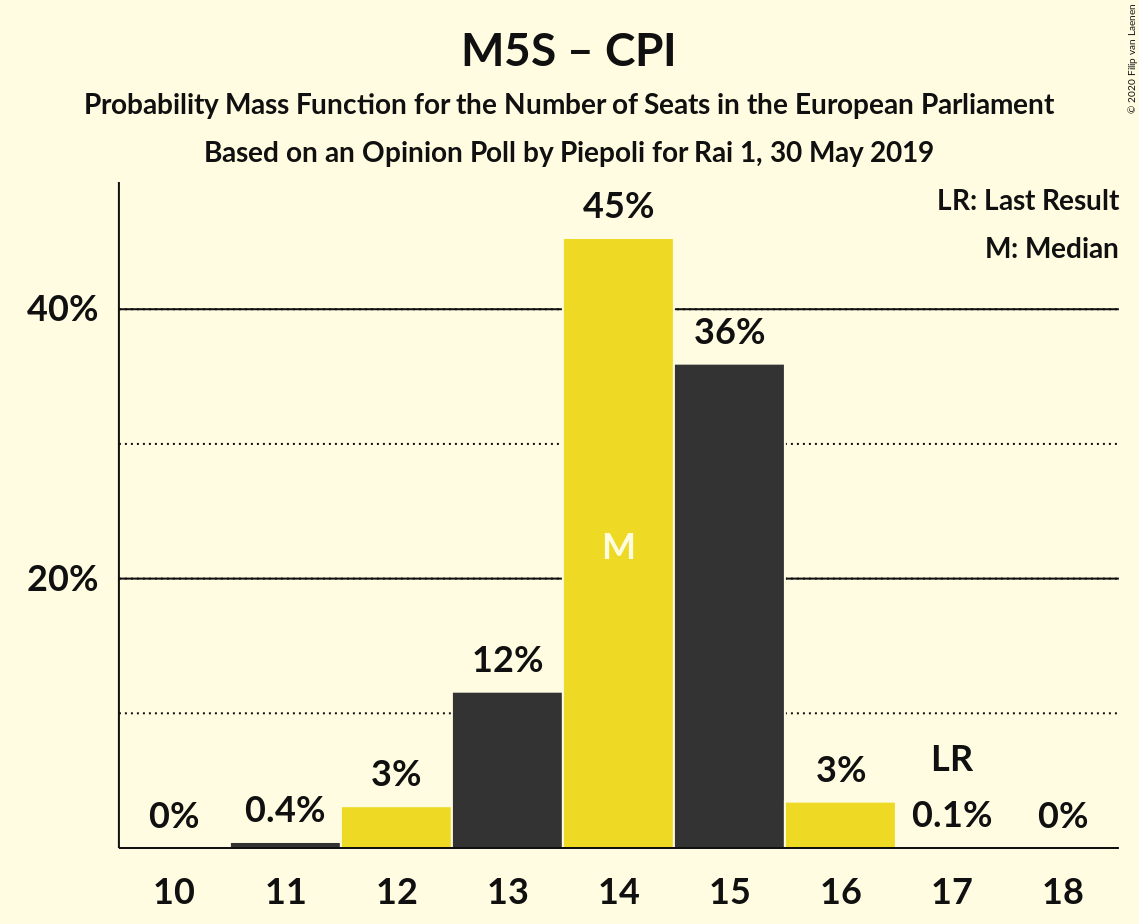 M5S – CPI
Probability Mass Function for the Number of Seats in the European Parliament
Based on an Opinion Poll by Piepoli for Rai 1, 30 May 2019
© 2020 Filip van Laenen
LR: Last Result
M: Median
40%
20%
0%
0.4%
3%
12%
45%
M
36%
3%
LR
0.1%
0%
10 11 12 13 14 15 16 17 18